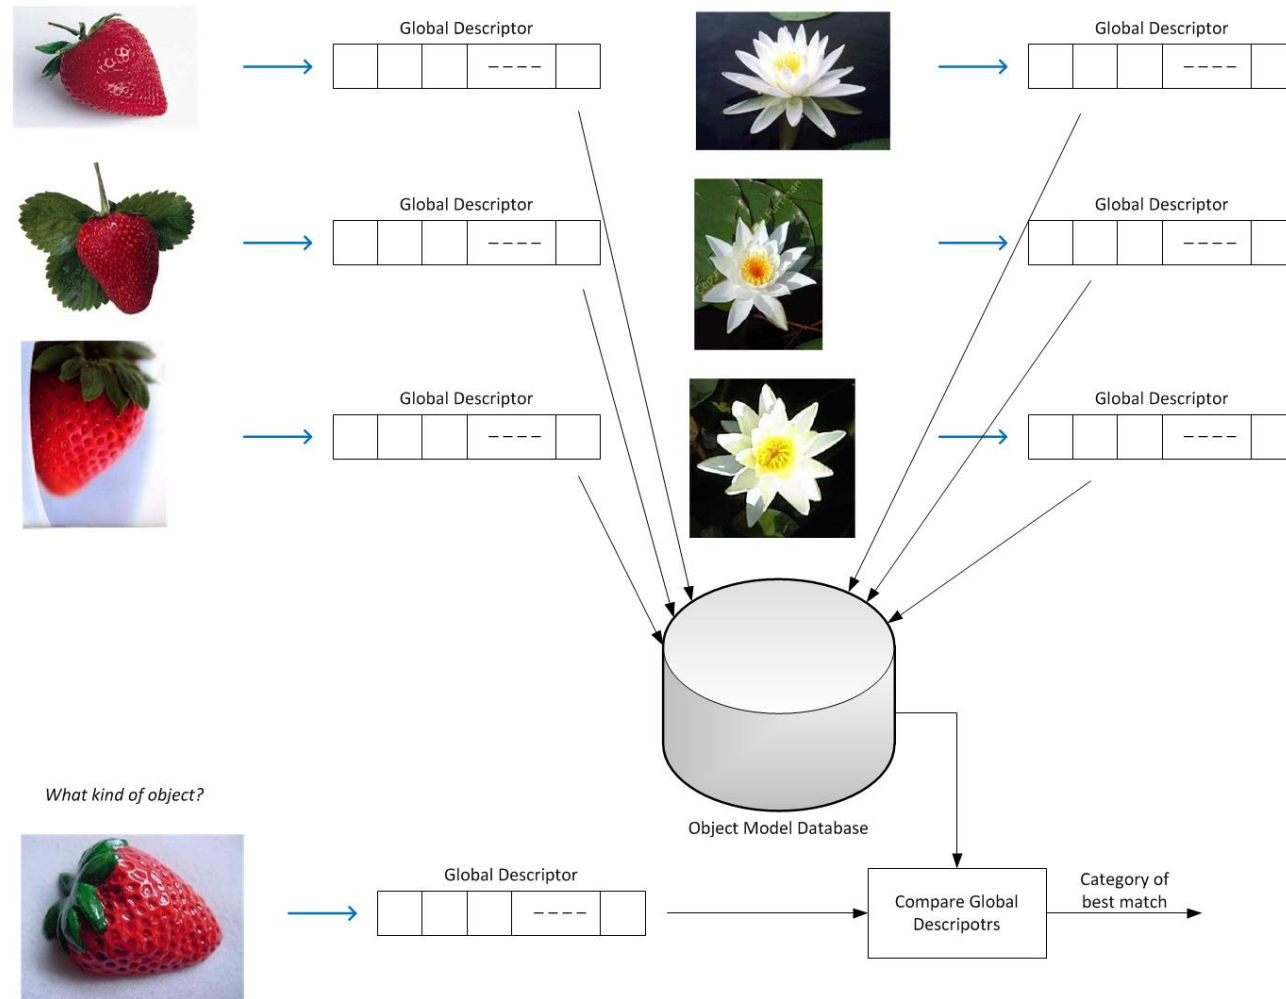 Global Descriptor
Global Descriptor
Global Descriptor
Global Descriptor
Global Descriptor
Global Descriptor
Object Model Database
What kind of object?
Global Descriptor
Compare Global
Descripotrs
Category of
best match